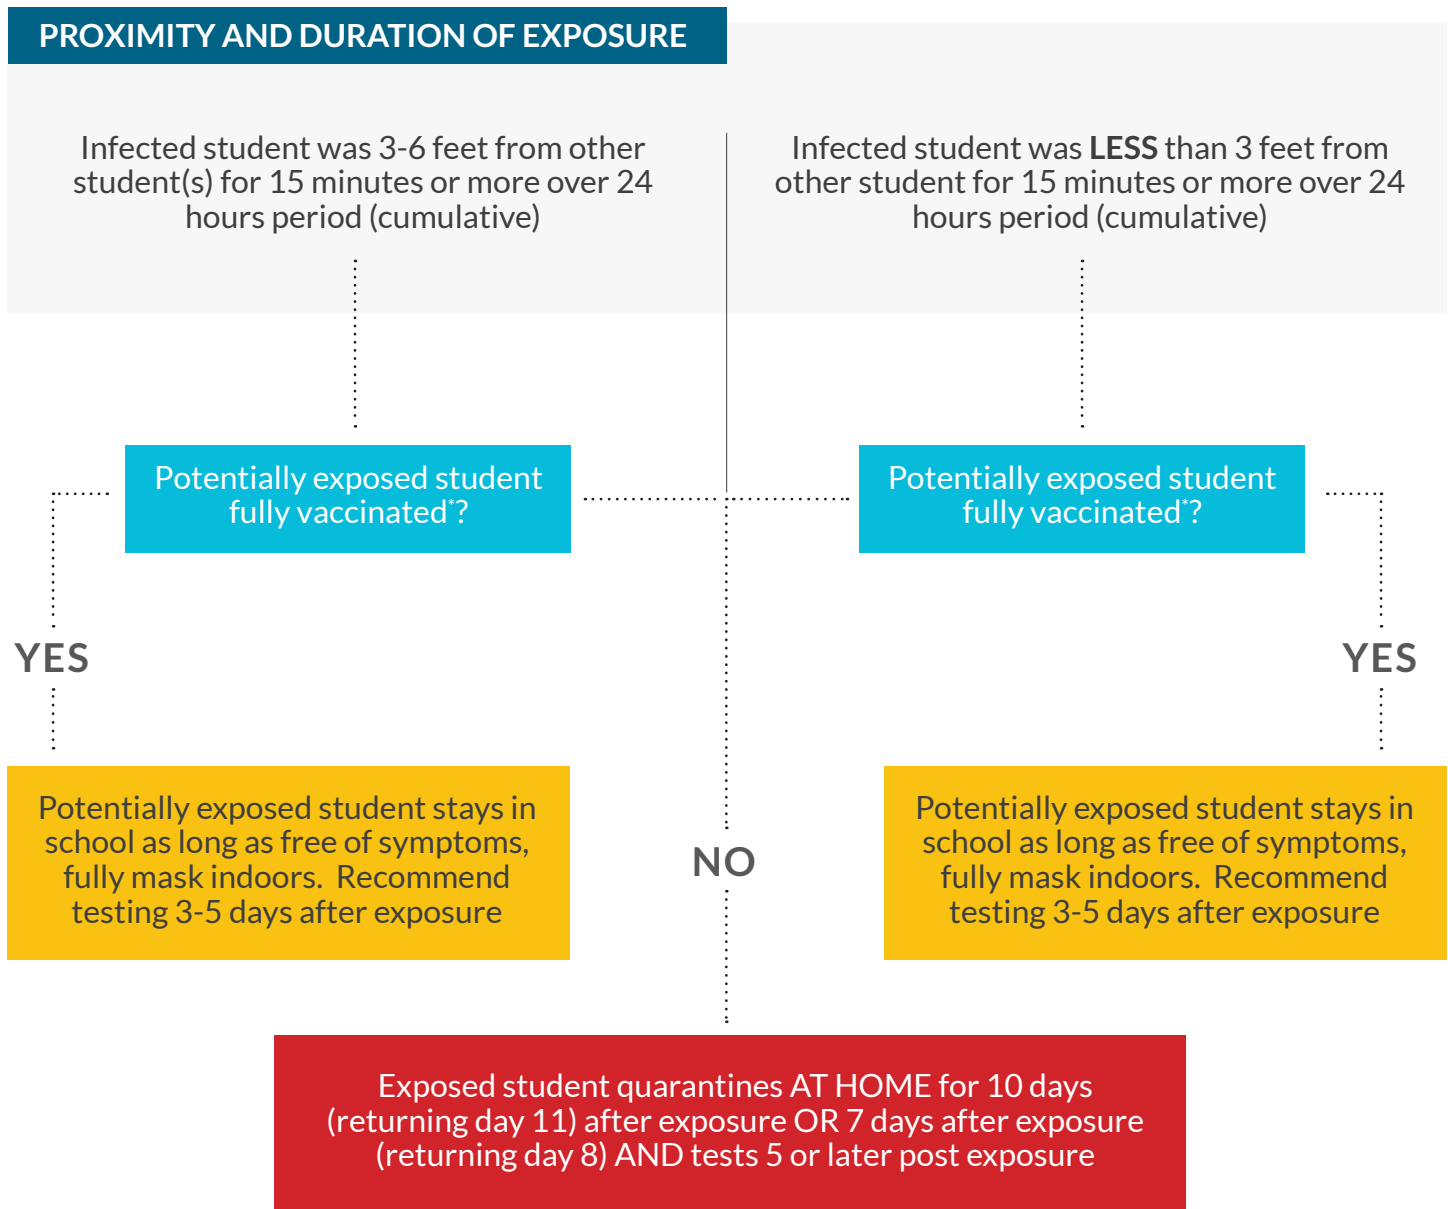 PROXIMITY AND DURATION OF EXPOSURE
Infected student was 3-6 feet from other
student(s) for 15 minutes or more over 24
hours period (cumulative)
Infected student was LESS than 3 feet from
other student for 15 minutes or more over 24
hours period (cumulative)
Potentially exposed student
fully vaccinated*?
Potentially exposed student
fully vaccinated*?
YES
YES
Potentially exposed student stays in
school as long as free of symptoms,
fully mask indoors.  Recommend
testing 3-5 days after exposure
NO
Potentially exposed student stays in
school as long as free of symptoms,
fully mask indoors.  Recommend
testing 3-5 days after exposure
Exposed student quarantines AT HOME for 10 days
(returning day 11) after exposure OR 7 days after exposure
(returning day 8) AND tests 5 or later post exposure